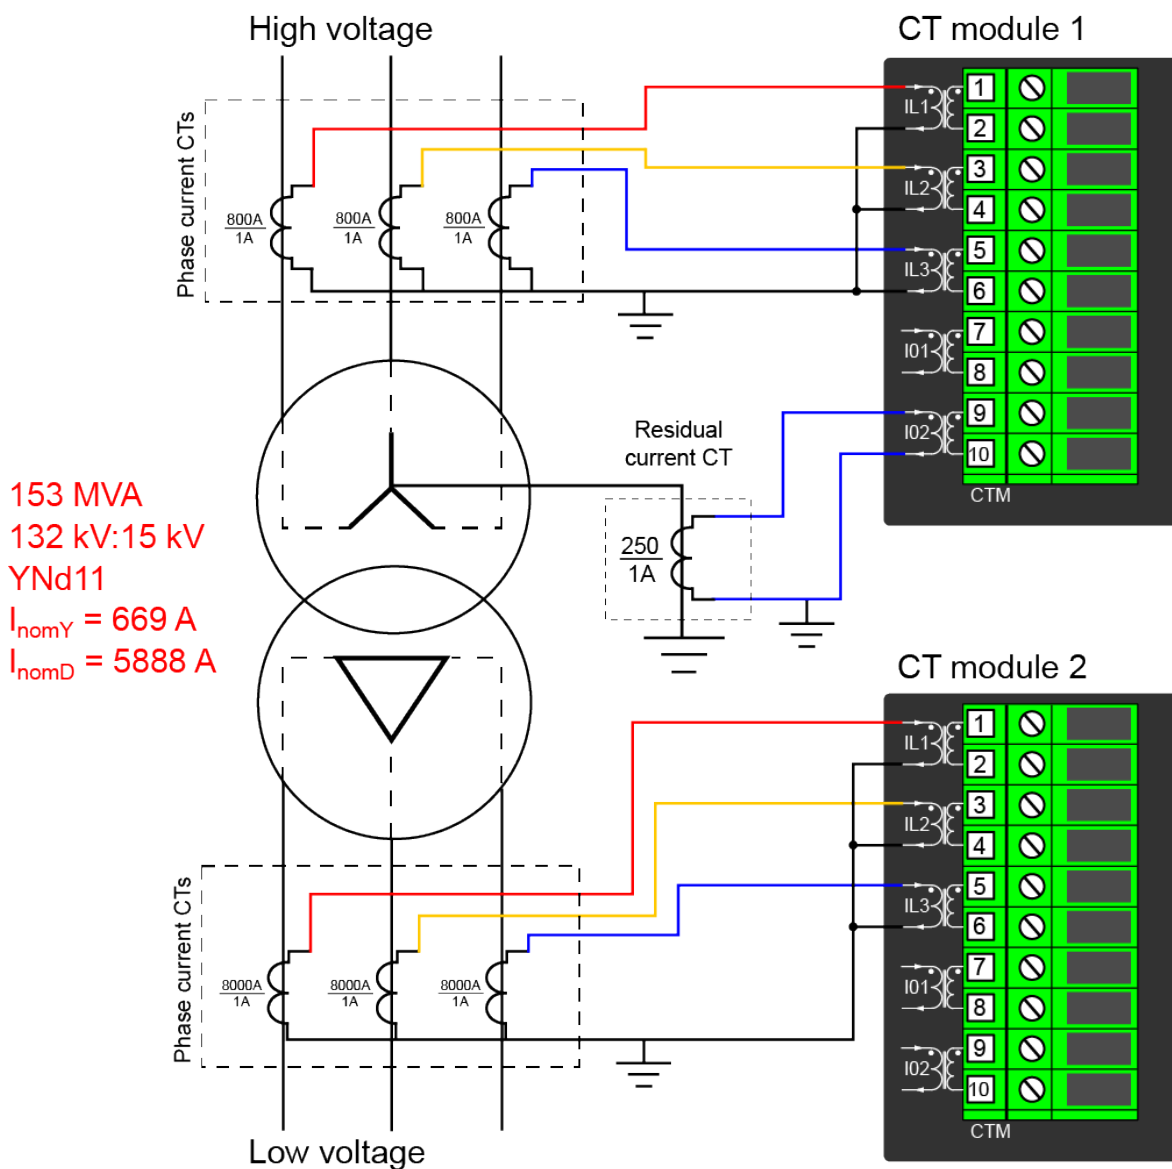 High voltage
CT module 1
Phase current CTs
800A
1A
800A
1A
800A
1A
IL1
1
2
IL2
3
4
IL3
5
6
I01
7
8
I02
9
10
CTM
Residual
current CT
250
1A
153 MVA
132 kV:15 kV
YNd11
InomY = 669 A
InomD = 5888 A
CT module 2
Phase current CTs
8000A
1A
8000A
1A
8000A
1A
IL1
1
2
IL2
3
4
IL3
5
6
I01
7
8
I02
9
10
CTM
Low voltage